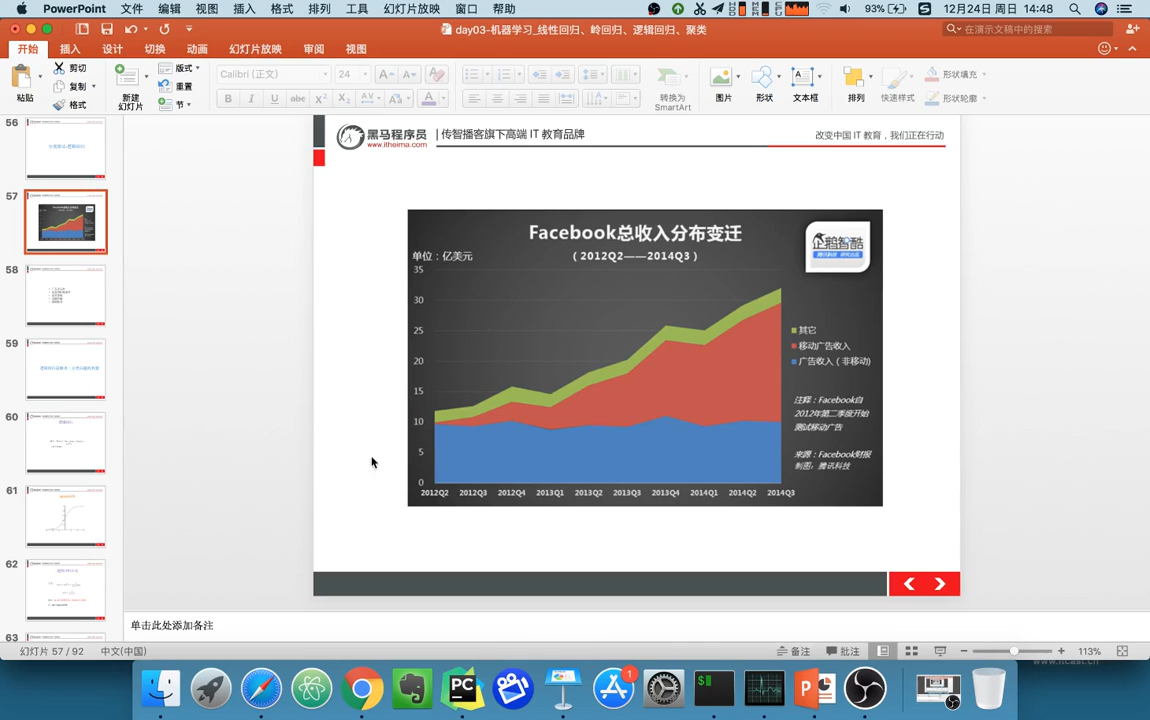 PowerPoint 文件 编辑 视图 插入 格式 排列 工具 幻灯片放映 窗口 帮助 93% 12月24日 周日 14:48
day03-机器学习_线性回归、岭回归、逻辑回归、聚类
在演示文稿中的搜索
开始 插入 设计 切换 动画 幻灯片放映 审阅 视图
粘贴 剪切 复制 格式 新建 幻灯片 版式 重置 节 Calibri (正文) 24 转换为 SmartArt 图片 形状 文本框 排列 快速样式 形状填充 形状轮廓
56
57
58
59
60
61
62
63
黑马程序员 | 传智播客旗下高端 IT 教育品牌
www.itheima.com
改变中国 IT 教育，我们正在行动
Facebook总收入分布变迁
（2012Q2——2014Q3）
单位：亿美元
企鹅智酷
腾讯科技 研究出品
35
30
25
20
15
10
5
0
2012Q2 2012Q3 2012Q4 2013Q1 2013Q2 2013Q3 2013Q4 2014Q1 2014Q2 2014Q3
其它
移动广告收入
广告收入（非移动）
注释：Facebook自
2012年第二季度开始
测试移动广告
来源：Facebook财报
制图：腾讯科技
单击此处添加备注
幻灯片 57 / 92 中文(中国) 备注 批注 113%
www.itcast.cn
PC
1